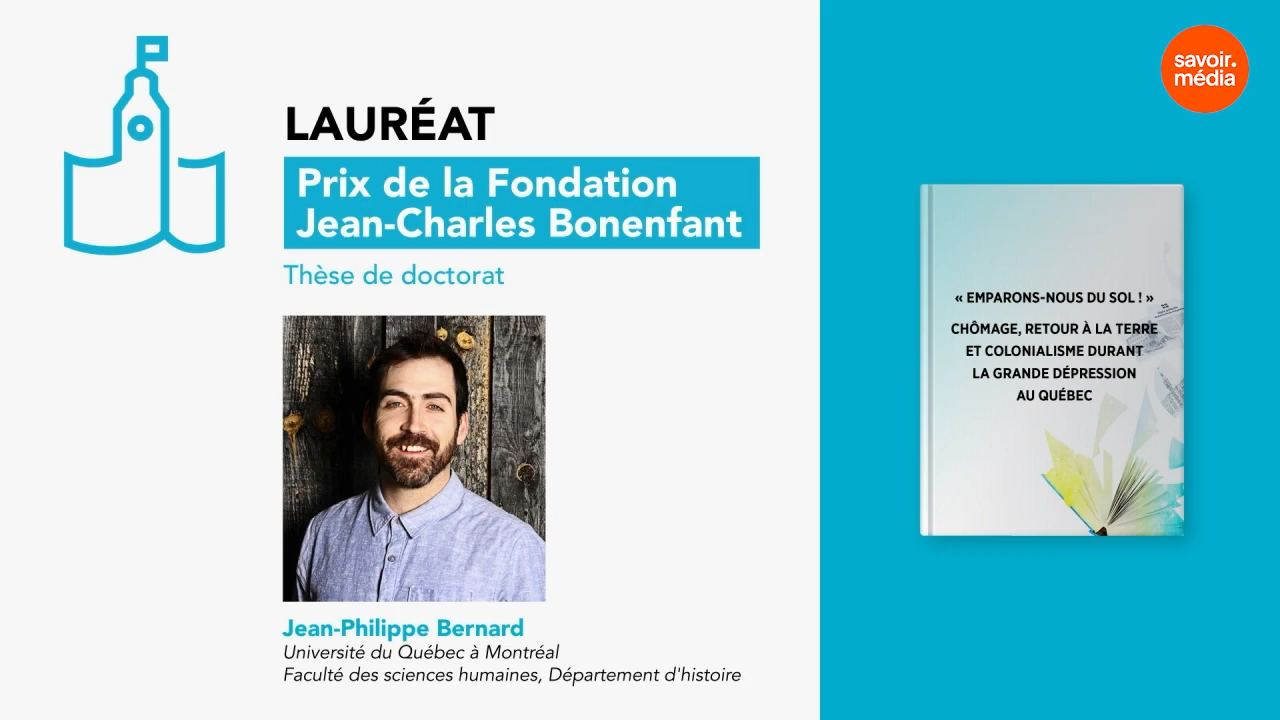 LAURÉAT
Prix de la Fondation
Jean-Charles Bonenfant
Thèse de doctorat
Jean-Philippe Bernard
Université du Québec à Montréal
Faculté des sciences humaines, Département d'histoire
savoir.
média
« EMPARONS-NOUS DU SOL ! »
CHÔMAGE, RETOUR À LA TERRE
ET COLONIALISME DURANT
LA GRANDE DÉPRESSION
AU QUÉBEC